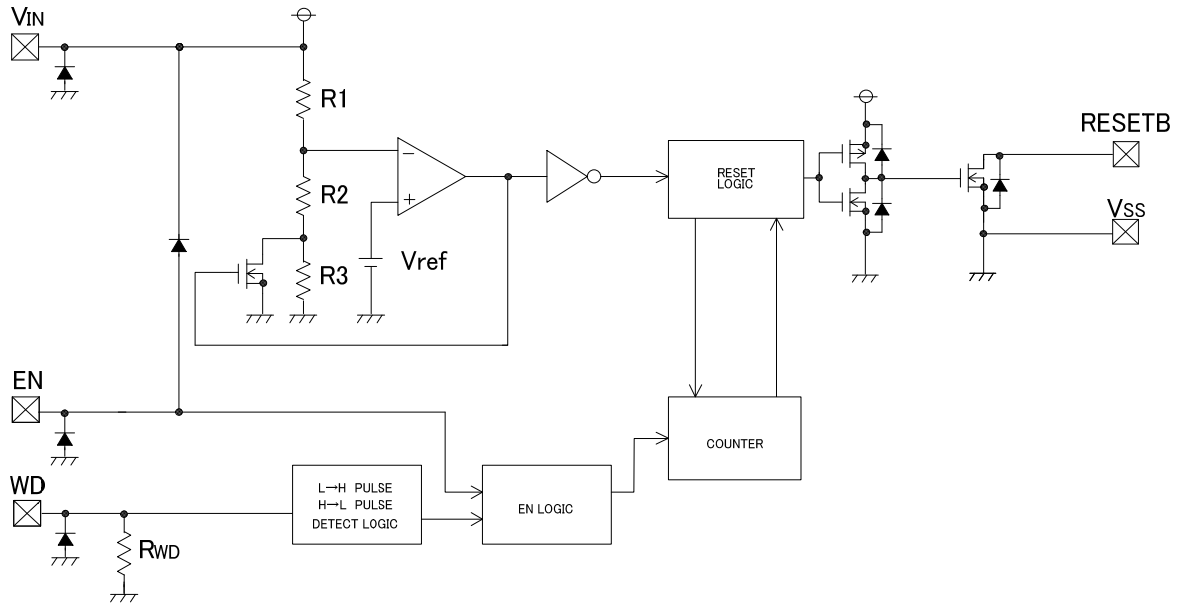 VIN
R1
RESETB
RESET
LOGIC
R2
VSS
Vref
R3
EN
COUNTER
WD
L→H PULSE
H→L PULSE
DETECT LOGIC
EN LOGIC
RWD